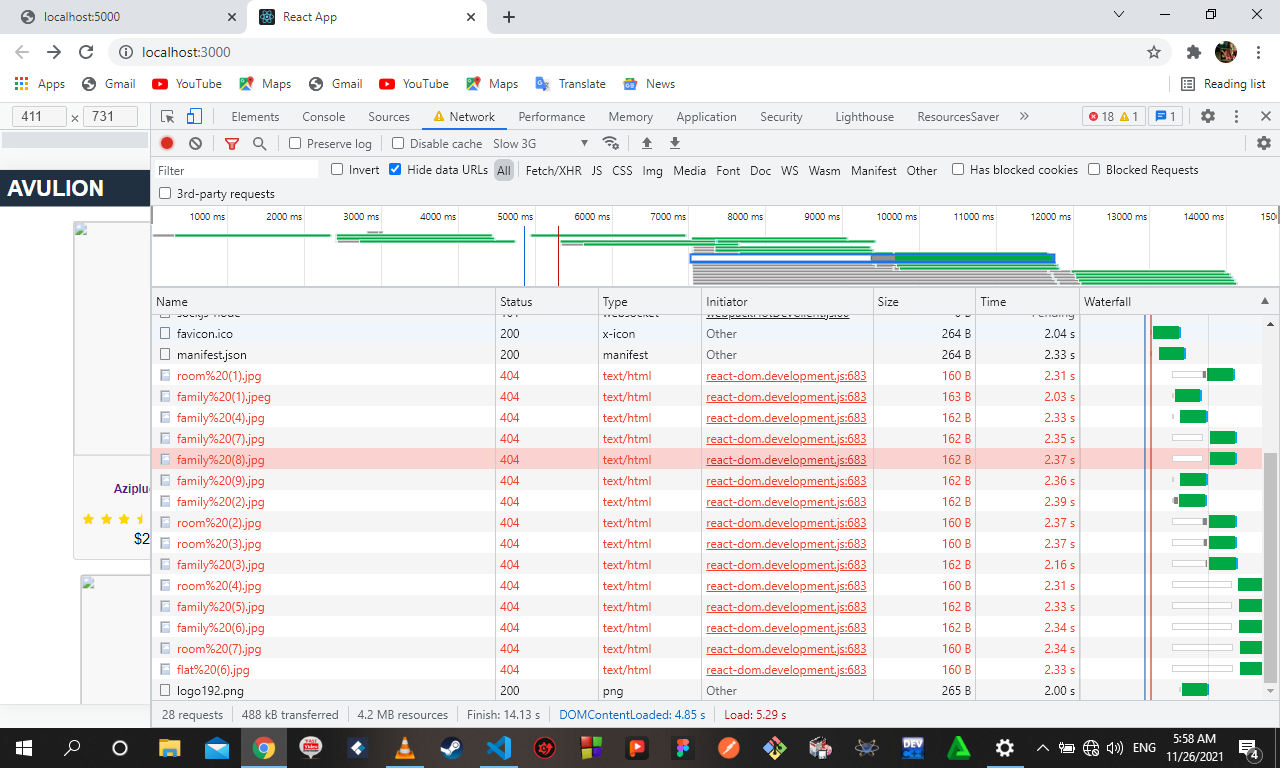 localhost:5000
React App
localhost:3000
Apps
Gmail
YouTube
Maps
Gmail
YouTube
Maps
Translate
News
Reading list
411 × 731
Elements Console Sources Network Performance Memory Application Security Lighthouse ResourcesSaver » 18 1 1
Preserve log Disable cache Slow 3G
Filter Invert Hide data URLs All Fetch/XHR JS CSS Img Media Font Doc WS Wasm Manifest Other Has blocked cookies Blocked Requests
3rd-party requests
1000 ms 2000 ms 3000 ms 4000 ms 5000 ms 6000 ms 7000 ms 8000 ms 9000 ms 10000 ms 11000 ms 12000 ms 13000 ms 14000 ms 1500
Name Status Type Initiator Size Time Waterfall
favicon.ico 200 x-icon Other 264 B 2.04 s
manifest.json 200 manifest Other 264 B 2.33 s
room%20(1).jpg 404 text/html react-dom.development.js:683 160 B 2.31 s
family%20(1).jpeg 404 text/html react-dom.development.js:683 163 B 2.03 s
family%20(4).jpg 404 text/html react-dom.development.js:683 162 B 2.33 s
family%20(7).jpg 404 text/html react-dom.development.js:683 162 B 2.35 s
family%20(8).jpg 404 text/html react-dom.development.js:683 162 B 2.37 s
family%20(9).jpg 404 text/html react-dom.development.js:683 162 B 2.36 s
family%20(2).jpg 404 text/html react-dom.development.js:683 162 B 2.39 s
room%20(2).jpg 404 text/html react-dom.development.js:683 160 B 2.37 s
room%20(3).jpg 404 text/html react-dom.development.js:683 160 B 2.37 s
family%20(3).jpg 404 text/html react-dom.development.js:683 162 B 2.16 s
room%20(4).jpg 404 text/html react-dom.development.js:683 160 B 2.31 s
family%20(5).jpg 404 text/html react-dom.development.js:683 162 B 2.33 s
family%20(6).jpg 404 text/html react-dom.development.js:683 162 B 2.34 s
room%20(7).jpg 404 text/html react-dom.development.js:683 160 B 2.34 s
flat%20(6).jpg 404 text/html react-dom.development.js:683 160 B 2.33 s
logo192.png 200 png Other 265 B 2.00 s
28 requests 488 kB transferred 4.2 MB resources Finish: 14.13 s DOMContentLoaded: 4.85 s Load: 5.29 s
AVULION
Aziplu
$2
DEV
ENG
5:58 AM
11/26/2021
4